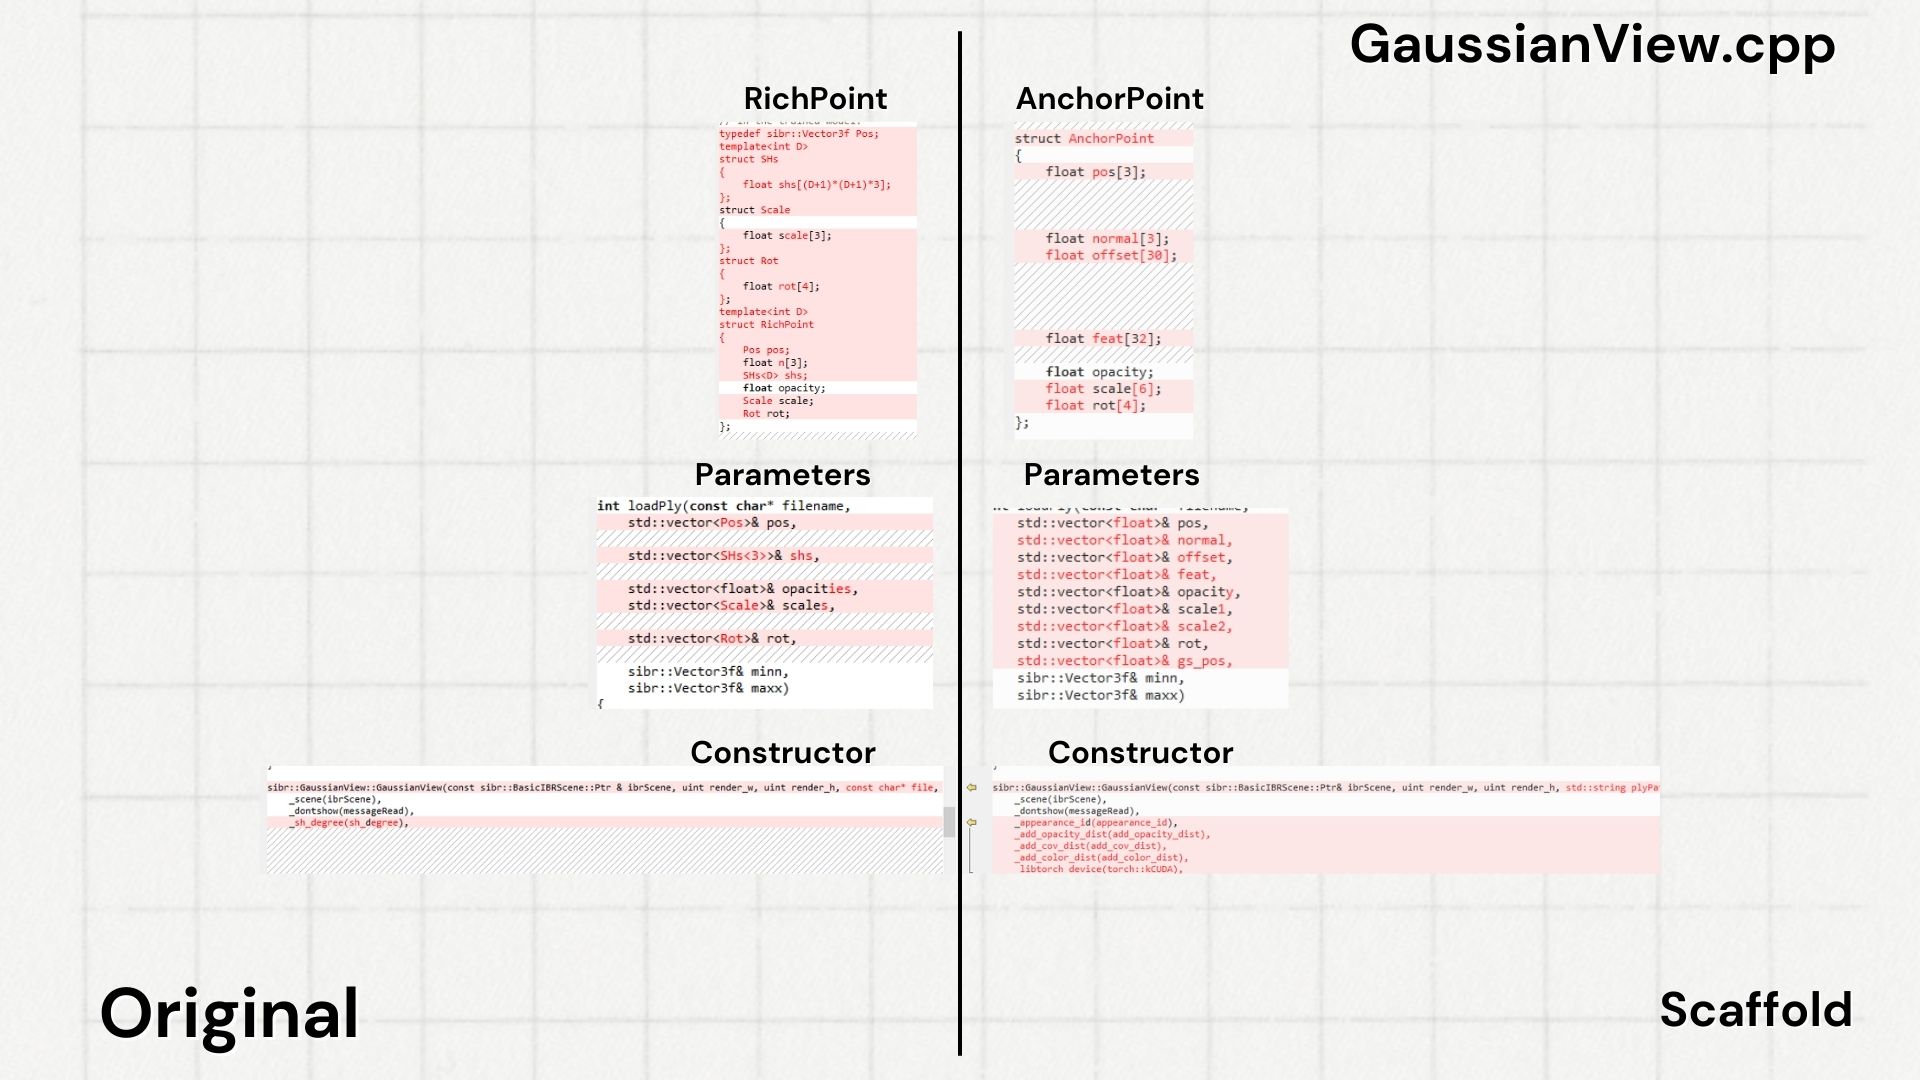 GaussianView.cpp
RichPoint
// in the trained model.
typedef sibr::Vector3f Pos;
template<int D>
struct SHs
{
float shs[(D+1)*(D+1)*3];
};
struct Scale
{
float scale[3];
};
struct Rot
{
float rot[4];
};
template<int D>
struct RichPoint
{
Pos pos;
float n[3];
SHs<D> shs;
float opacity;
Scale scale;
Rot rot;
};
Parameters
int loadPly(const char* filename,
std::vector<Pos>& pos,
std::vector<SHs<3>>& shs,
std::vector<float>& opacities,
std::vector<Scale>& scales,
std::vector<Rot>& rot,
sibr::Vector3f& minn,
sibr::Vector3f& maxx)
{
Constructor
sibr::GaussianView::GaussianView(const sibr::BasicIBRScene::Ptr & ibrScene, uint render_w, uint render_h, const char* file,
_scene(ibrScene),
_dontshow(messageRead),
_sh_degree(sh_degree),
Original
AnchorPoint
struct AnchorPoint
{
float pos[3];
float normal[3];
float offset[30];
float feat[32];
float opacity;
float scale[6];
float rot[4];
};
Parameters
int loadPly(const char* filename,
std::vector<float>& pos,
std::vector<float>& normal,
std::vector<float>& offset,
std::vector<float>& feat,
std::vector<float>& opacity,
std::vector<float>& scale1,
std::vector<float>& scale2,
std::vector<float>& rot,
std::vector<float>& gs_pos,
sibr::Vector3f& minn,
sibr::Vector3f& maxx)
Constructor
sibr::GaussianView::GaussianView(const sibr::BasicIBRScene::Ptr& ibrScene, uint render_w, uint render_h, std::string plyPa
_scene(ibrScene),
_dontshow(messageRead),
_appearance_id(appearance_id),
_add_opacity_dist(add_opacity_dist),
_add_cov_dist(add_cov_dist),
_add_color_dist(add_color_dist),
_libtorch_device(torch::kCUDA),
Scaffold